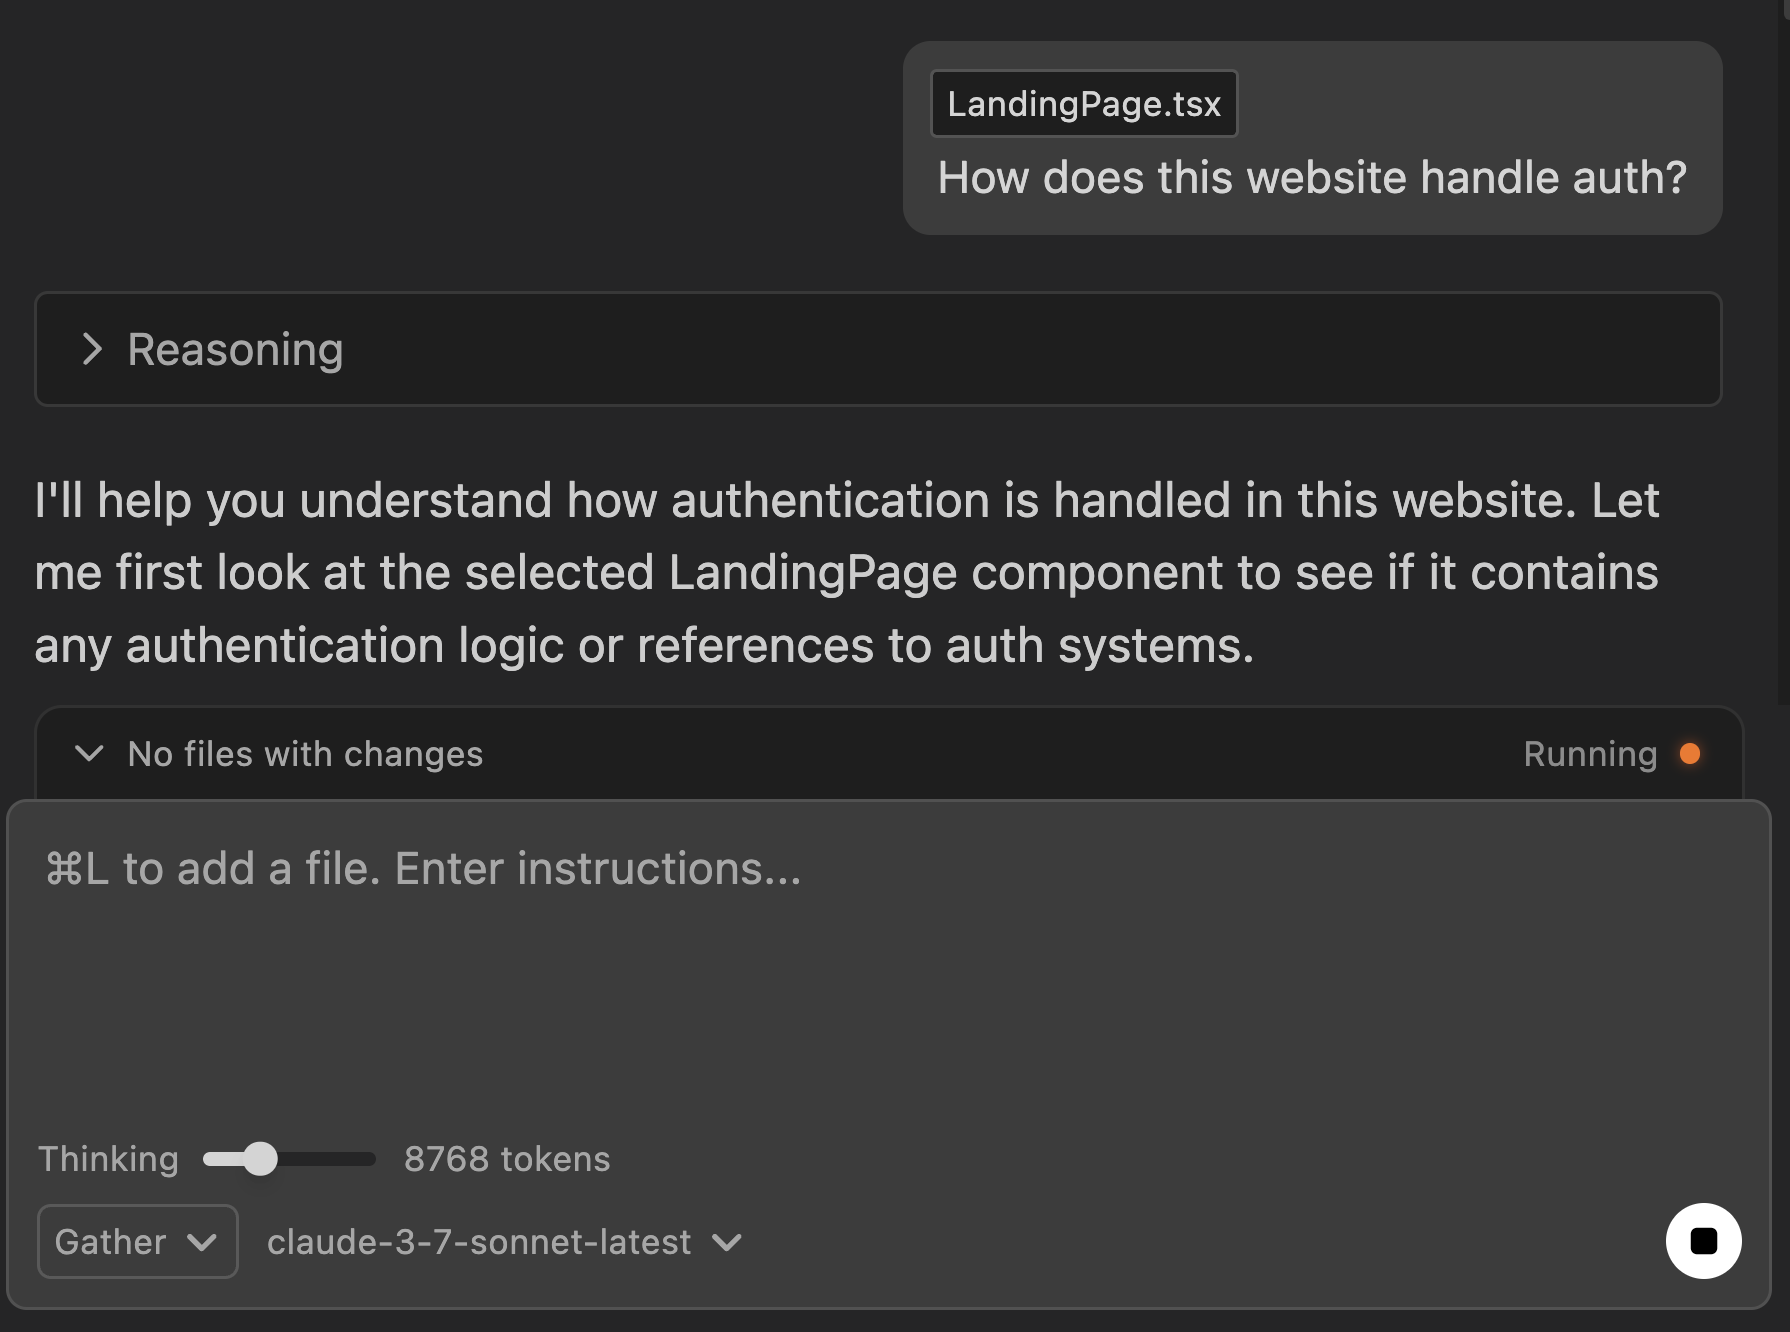 LandingPage.tsx
How does this website handle auth?
Reasoning
I'll help you understand how authentication is handled in this website. Let
me first look at the selected LandingPage component to see if it contains
any authentication logic or references to auth systems.
No files with changes
Running
⌘L to add a file. Enter instructions...
Thinking
8768 tokens
Gather
claude-3-7-sonnet-latest